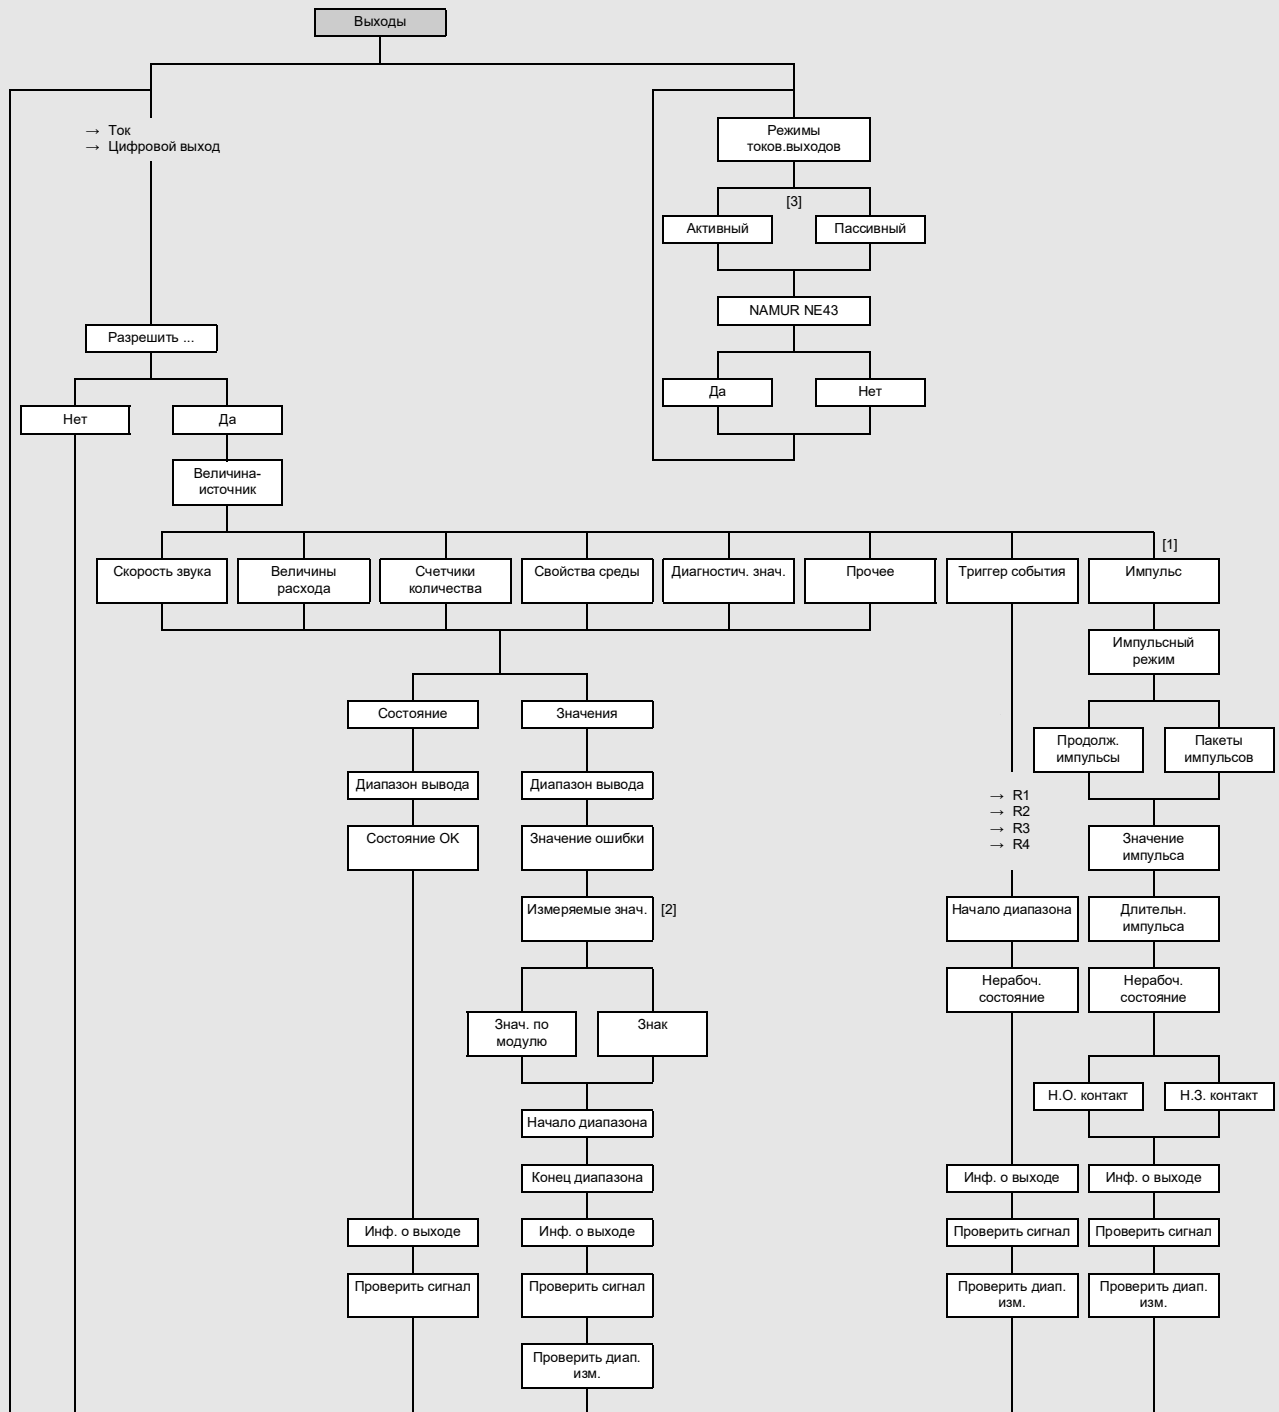 Выходы
→ Ток
→ Цифровой выход
Режимы
токов.выходов
[3]
Активный
Пассивный
NAMUR NE43
Разрешить ...
Да
Нет
Нет
Да
Величина-
источник
[1]
Скорость звука
Величины
расхода
Счетчики
количества
Свойства среды
Диагностич. знач.
Прочее
Триггер события
Импульс
Импульсный
режим
Состояние
Значения
Продолж.
импульсы
Пакеты
импульсов
Диапазон вывода
Диапазон вывода
→ R1
→ R2
→ R3
→ R4
Состояние OK
Значение ошибки
Значение
импульса
Измеряемые знач.
[2]
Начало диапазона
Длительн.
импульса
Нерабоч.
состояние
Нерабоч.
состояние
Знач. по
модулю
Знак
Н.О. контакт
Н.З. контакт
Начало диапазона
Конец диапазона
Инф. о выходе
Инф. о выходе
Инф. о выходе
Инф. о выходе
Проверить сигнал
Проверить сигнал
Проверить сигнал
Проверить сигнал
Проверить диап.
изм.
Проверить диап.
изм.
Проверить диап.
изм.